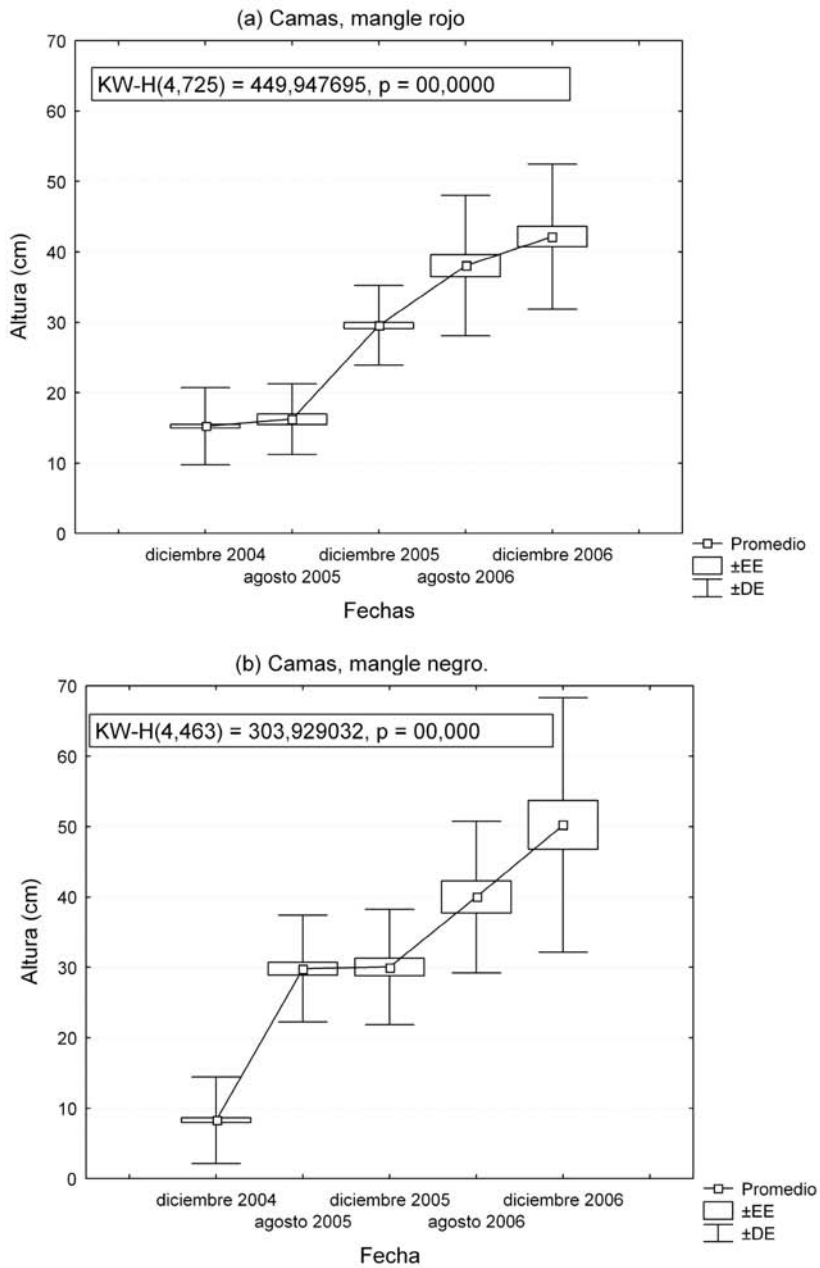 (a) Camas, mangle rojo
KW-H(4,725) = 449,947695, p = 00,0000
70
60
50
40
30
20
10
0
Altura (cm)
diciembre 2004
agosto 2005
diciembre 2005
agosto 2006
diciembre 2006
Fechas
Promedio
±EE
±DE
(b) Camas, mangle negro.
KW-H(4,463) = 303,929032, p = 00,000
70
60
50
40
30
20
10
0
Altura (cm)
diciembre 2004
agosto 2005
diciembre 2005
agosto 2006
diciembre 2006
Fecha
Promedio
±EE
±DE